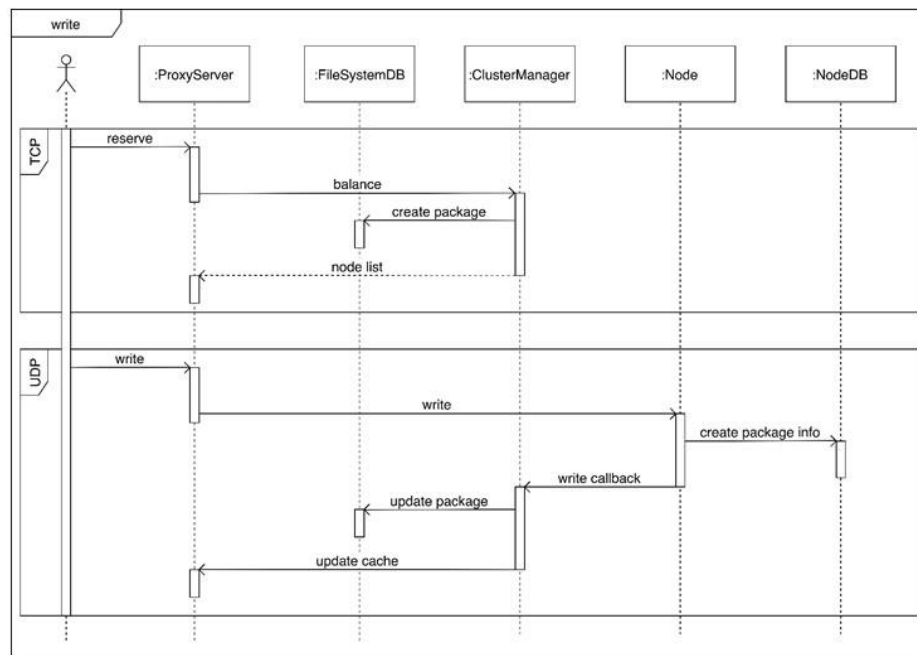 write
:ProxyServer
:FileSystemDB
:ClusterManager
:Node
:NodeDB
TCP
reserve
balance
create package
node list
UDP
write
write
create package info
write callback
update package
update cache